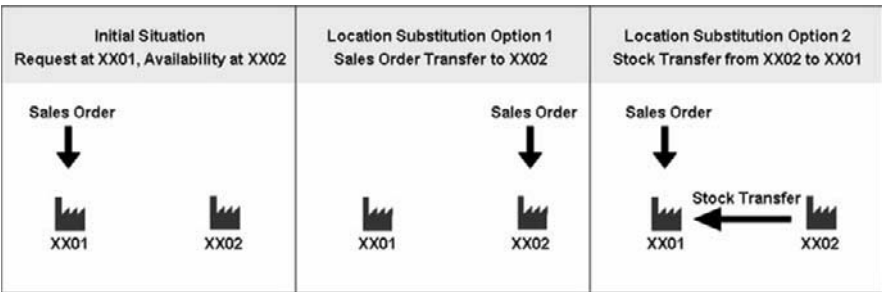 Initial Situation
Request at XX01, Availability at XX02
Location Substitution Option 1
Sales Order Transfer to XX02
Location Substitution Option 2
Stock Transfer from XX02 to XX01
Sales Order
XX01
XX02
Sales Order
XX01
XX02
Sales Order
Stock Transfer
XX01
XX02